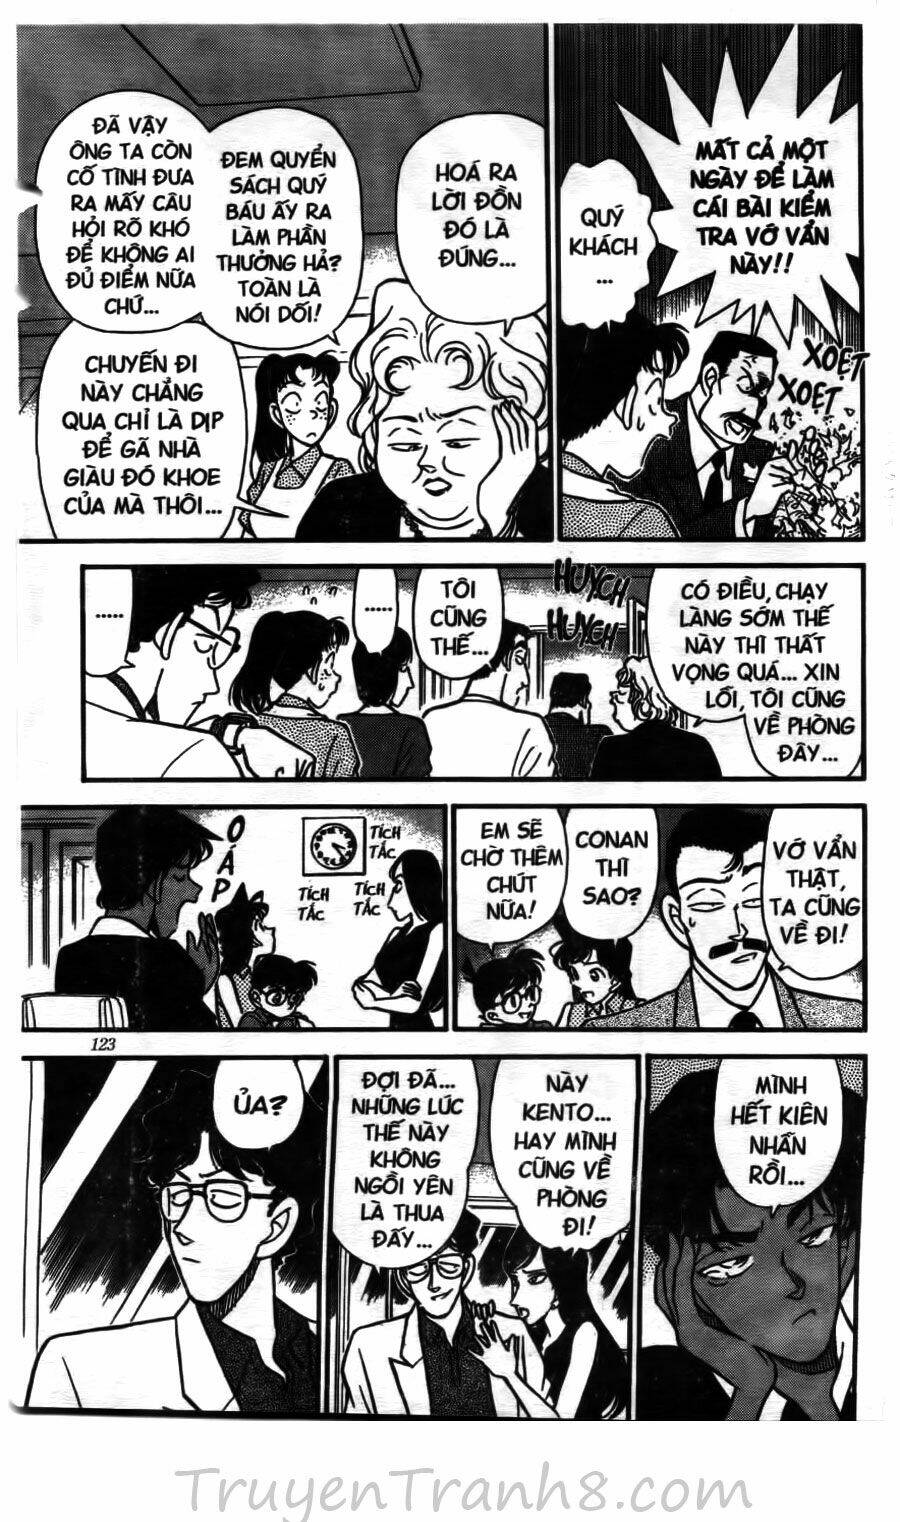 MẤT CẢ MỘT
NGÀY ĐỂ LÀM
CÁI BÀI KIỂM
TRA VỚ VẨN
NÀY!!
QUÝ
KHÁCH
...
XOẸT
XOẸT
HOÁ RA
LỜI ĐỒN
ĐÓ LÀ
ĐÚNG...
ĐEM QUYỂN
SÁCH QUÝ
BÁU ẤY RA
LÀM PHẦN
THƯỞNG HẢ?
TOÀN LÀ
NÓI DỐI!
ĐÃ VẬY
ÔNG TA CÒN
CỐ TÌNH ĐƯA
RA MẤY CÂU
HỎI RÕ KHÓ
ĐỂ KHÔNG AI
ĐỦ ĐIỂM NỮA
CHỨ...
CHUYẾN ĐI
NÀY CHẲNG
QUA CHỈ LÀ DỊP
ĐỂ GÃ NHÀ
GIÀU ĐÓ KHOE
CỦA MÀ THÔI...
CÓ ĐIỀU, CHẠY
LÀNG SỚM THẾ
NÀY THÌ THẤT
VỌNG QUÁ... XIN
LỖI, TÔI CŨNG
VỀ PHÒNG
ĐÂY...
HUỴCH
HUỴCH
TÔI
CŨNG
THẾ...
......
......
VỚ VẨN
THẬT,
TA CŨNG
VỀ ĐI!
CONAN
THÌ
SAO?
EM SẼ
CHỜ THÊM
CHÚT
NỮA!
TÍCH
TẮC
TÍCH
TẮC
TÍCH
TẮC
OÁP
123
MÌNH
HẾT KIÊN
NHẪN
RỒI...
NÀY
KENTO...
HAY MÌNH
CŨNG VỀ
PHÒNG
ĐI!
ĐỢI ĐÃ...
NHỮNG LÚC
THẾ NÀY
KHÔNG
NGỒI YÊN
LÀ THUA
ĐẤY...
ỦA?
TruyenTranh8.com